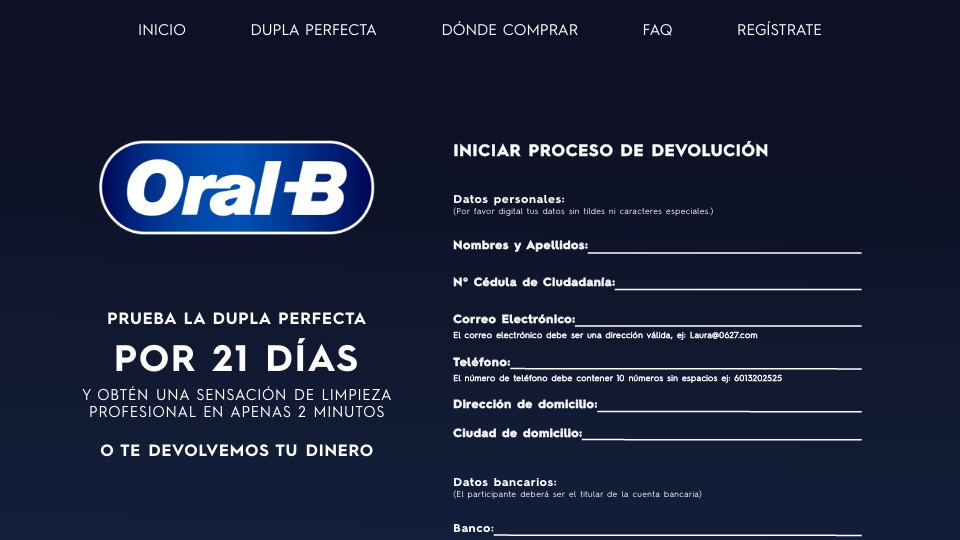 INICIO
DUPLA PERFECTA
DÓNDE COMPRAR
FAQ
REGÍSTRATE
Oral-B
PRUEBA LA DUPLA PERFECTA
POR 21 DÍAS
Y OBTÉN UNA SENSACIÓN DE LIMPIEZA
PROFESIONAL EN APENAS 2 MINUTOS
O TE DEVOLVEMOS TU DINERO
INICIAR PROCESO DE DEVOLUCIÓN
Datos personales:
(Por favor digital tus datos sin tildes ni caracteres especiales.)
Nombres y Apellidos:
N° Cédula de Ciudadanía:
Correo Electrónico:
El correo electrónico debe ser una dirección válida, ej: Laura@0627.com
Teléfono:
El número de teléfono debe contener 10 números sin espacios ej: 6013202525
Dirección de domicilio:
Ciudad de domicilio:
Datos bancarios:
(El participante deberá ser el titular de la cuenta bancaria)
Banco: